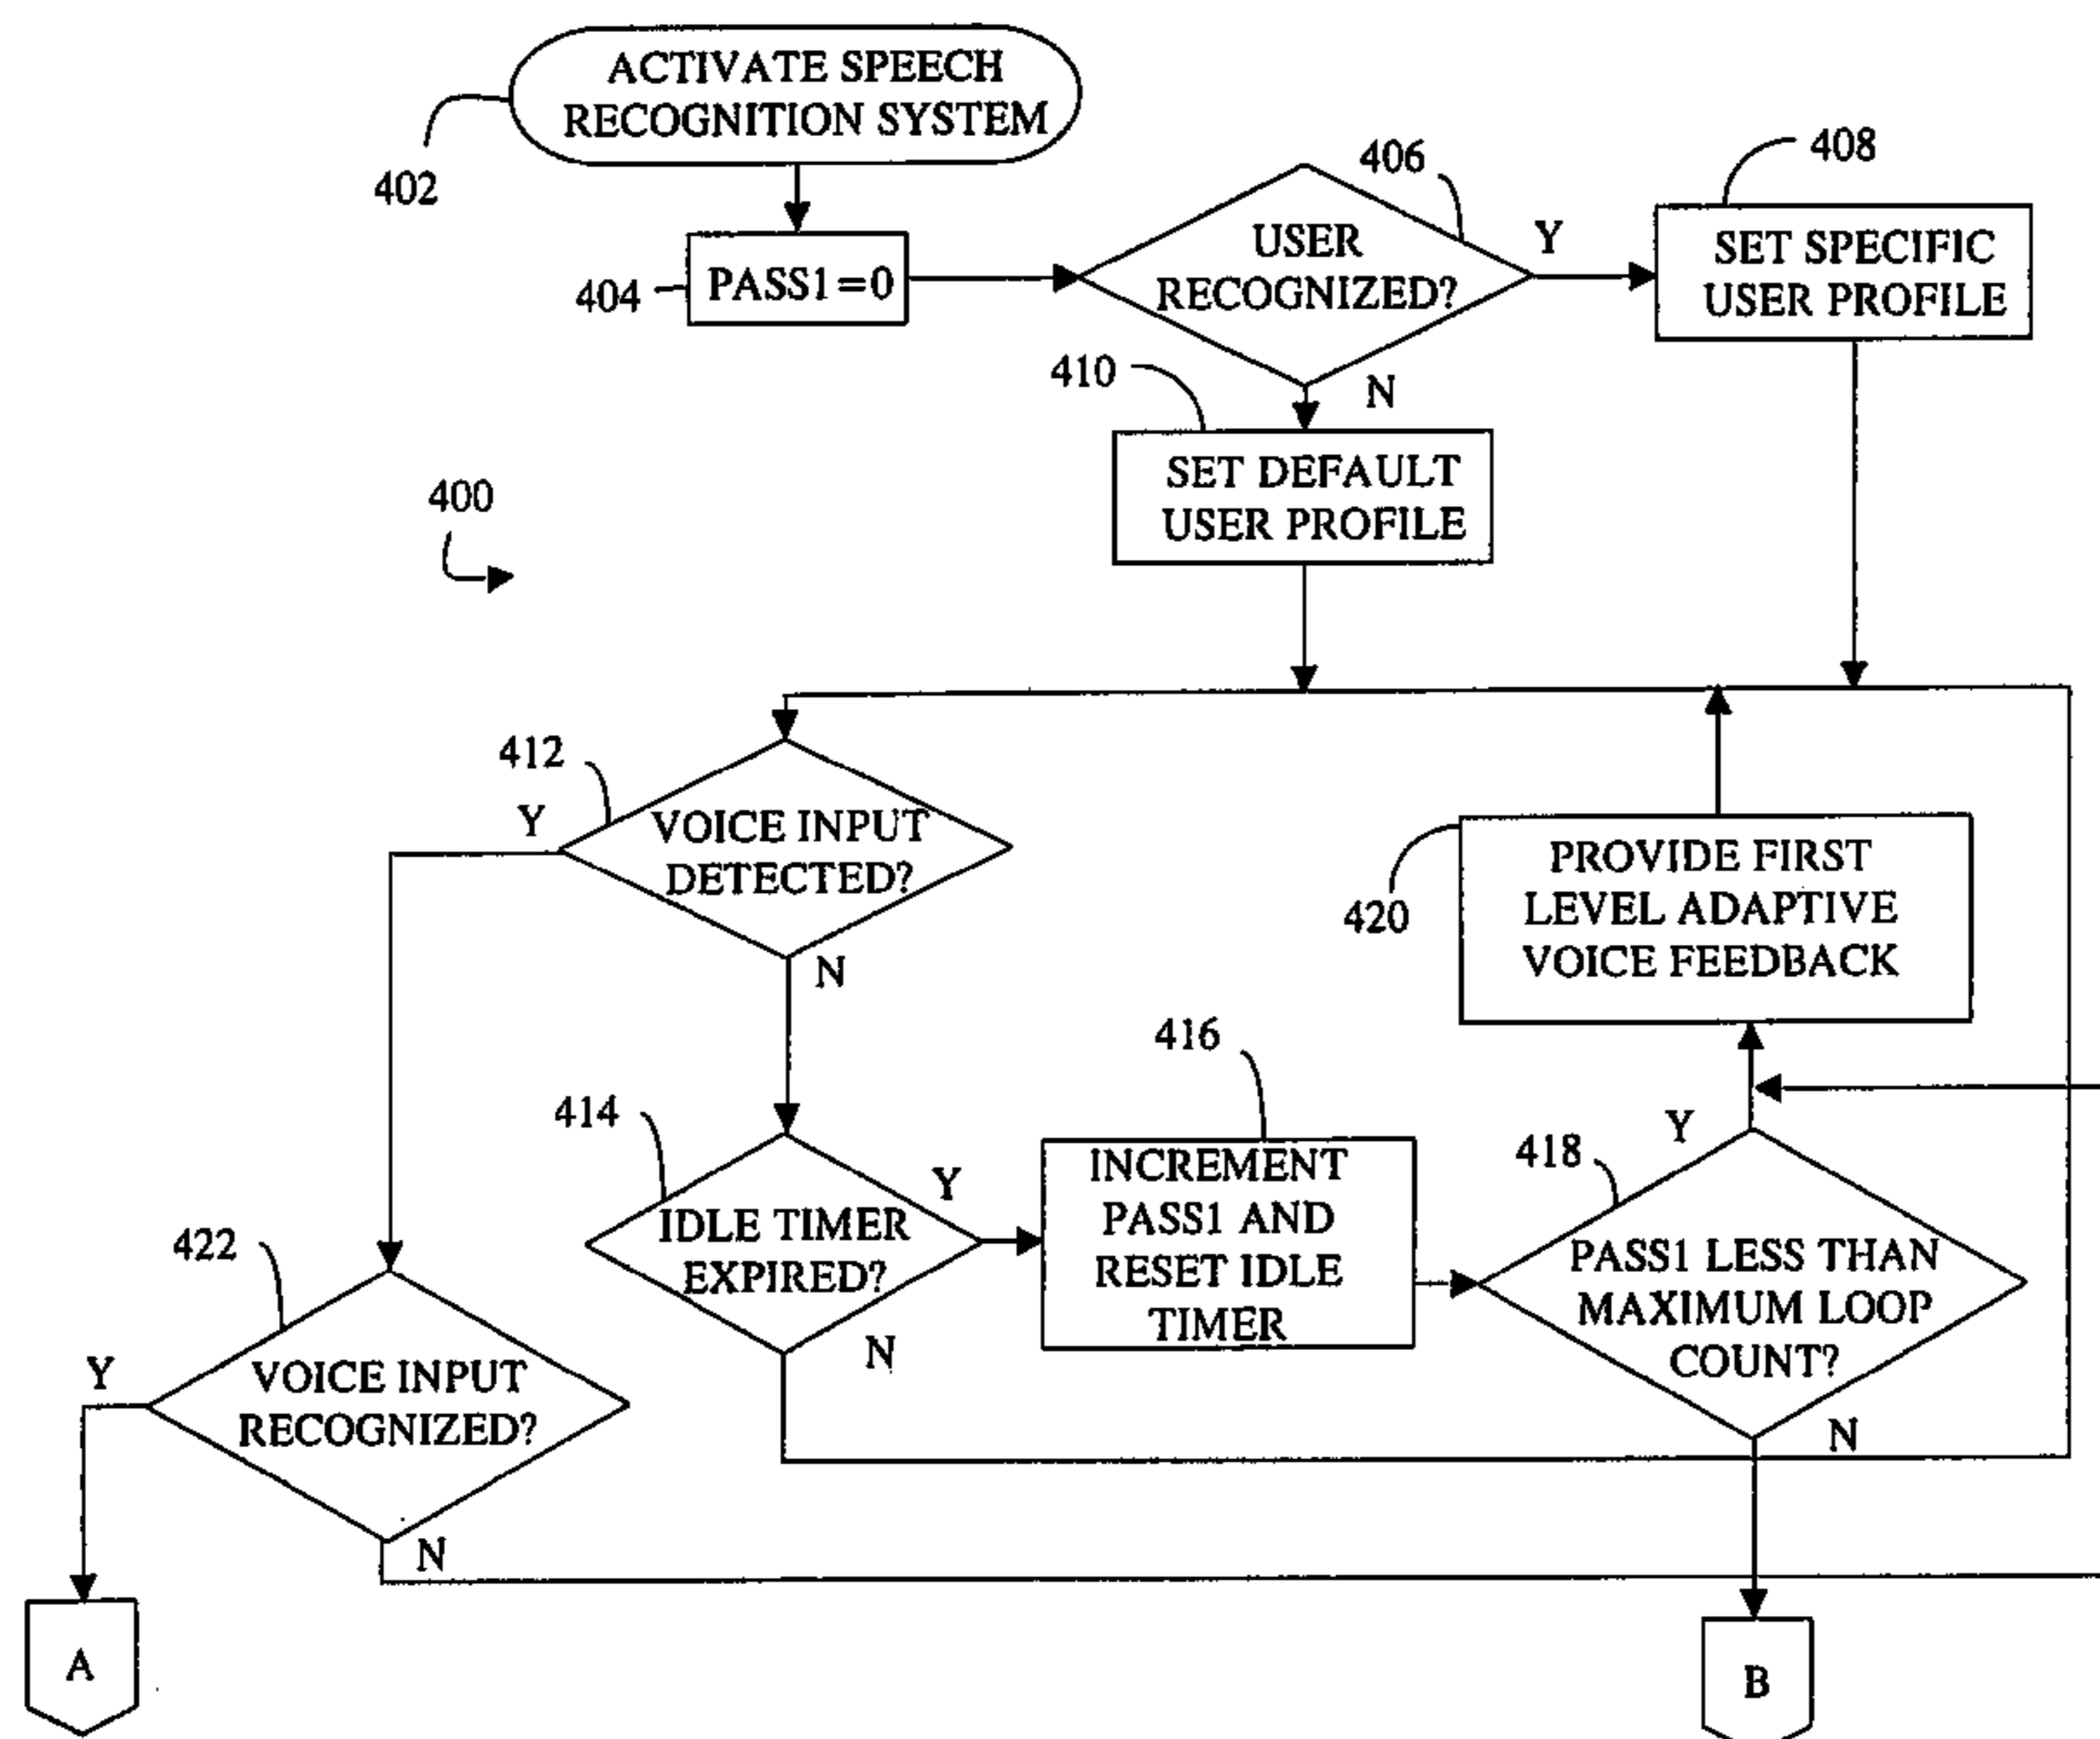 ACTIVATE SPEECH
RECOGNITION SYSTEM
402
404
PASS1=0
406
USER
RECOGNIZED?
Y
N
408
SET SPECIFIC
USER PROFILE
410
SET DEFAULT
USER PROFILE
400
412
Y
VOICE INPUT
DETECTED?
N
420
PROVIDE FIRST
LEVEL ADAPTIVE
VOICE FEEDBACK
414
IDLE TIMER
EXPIRED?
Y
N
416
INCREMENT
PASS1 AND
RESET IDLE
TIMER
418
Y
PASS1 LESS THAN
MAXIMUM LOOP
COUNT?
N
422
Y
VOICE INPUT
RECOGNIZED?
N
A
B